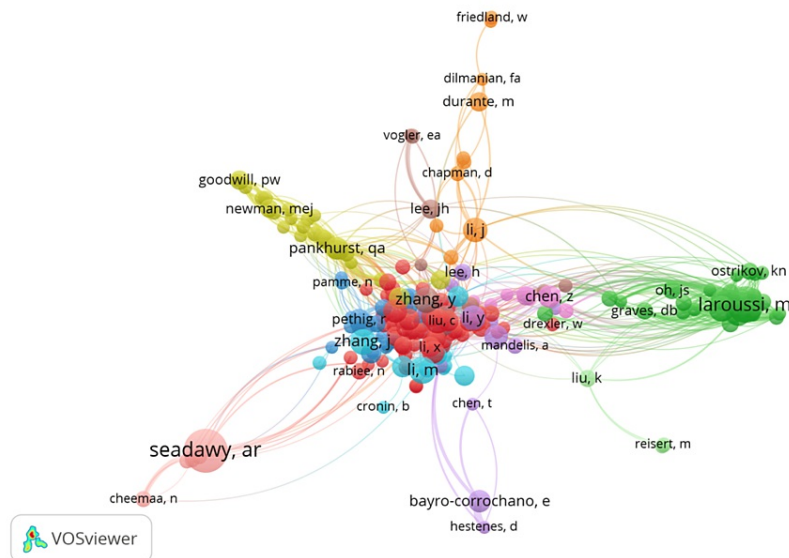 friedland, w
dilmanian, fa
durante, m
vogler, ea
chapman, d
goodwill, pw
newman, mej
lee, jh
li, j
pankhurst, qa
lee, h
ostrikov, kn
pamme, n
oh, js
zhang, y
chen, z
laroussi, m
graves, db
pethig, r
liu, c
li, y
drexler, w
zhang, j
li, x
mandelis, a
rabiee, n
li, m
liu, k
cronin, b
chen, t
reisert, m
seadawy, ar
cheemaa, n
bayro-corrochano, e
hestenes, d
VOSviewer